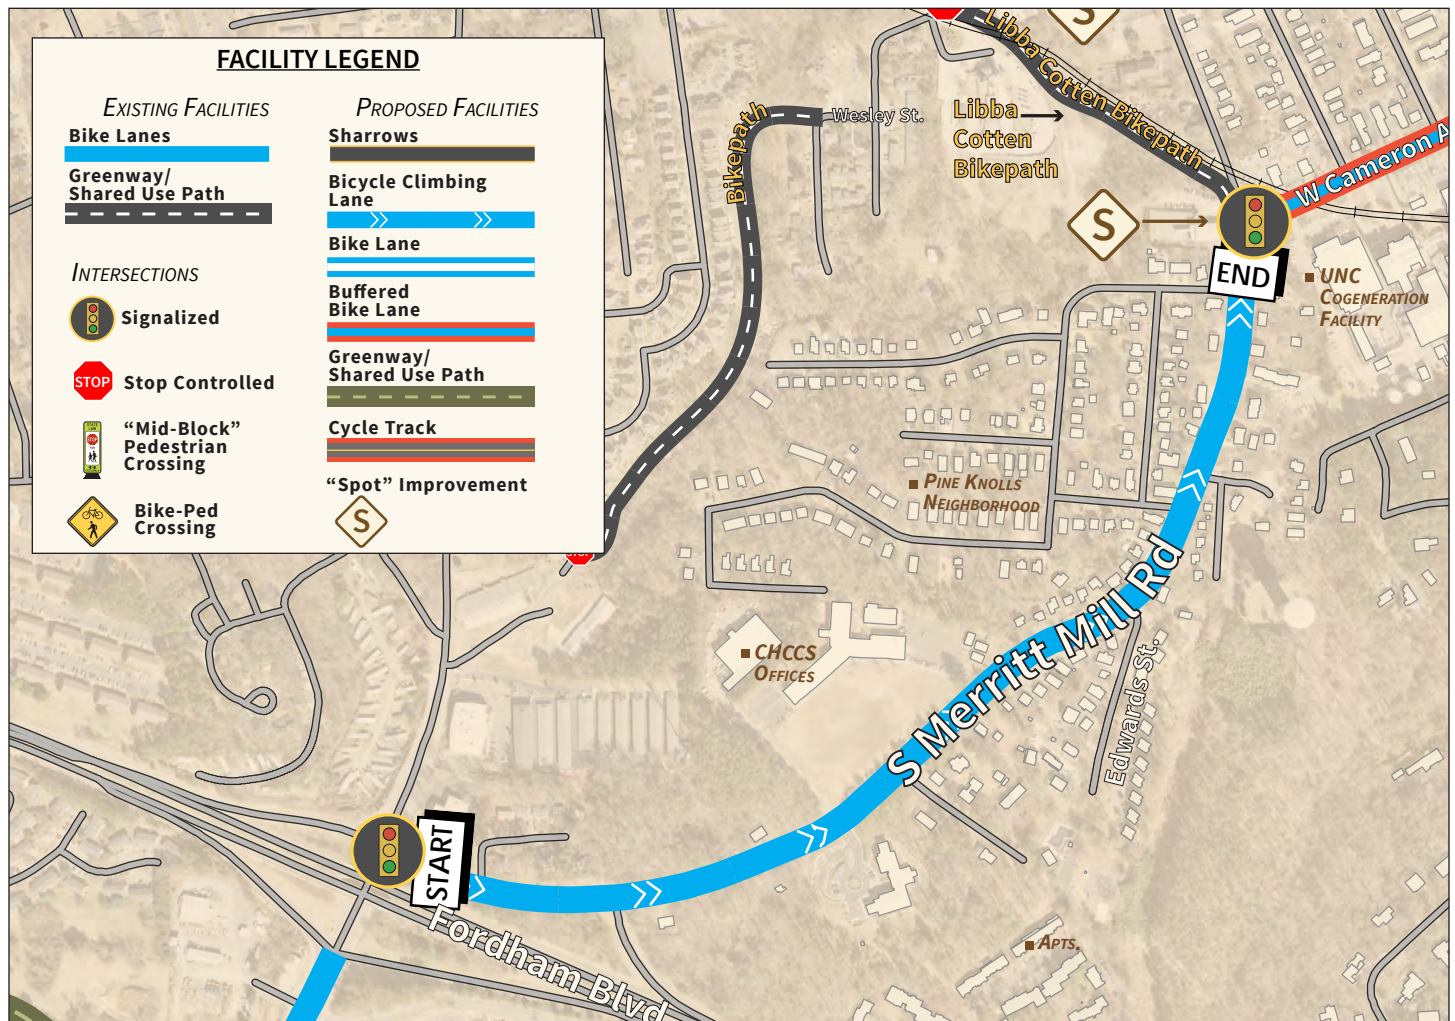 FACILITY LEGEND
EXISTING FACILITIES
Bike Lanes
Greenway/
Shared Use Path
INTERSECTIONS
Signalized
STOP
Stop Controlled
“Mid-Block”
Pedestrian
Crossing
Bike-Ped
Crossing
PROPOSED FACILITIES
Sharrows
Bicycle Climbing
Lane
Bike Lane
Buffered
Bike Lane
Greenway/
Shared Use Path
Cycle Track
“Spot” Improvement
S
S
Libba Cotten Bikepath
Bikepath
Wesley St.
Libba
Cotten
Bikepath
W Cameron A
S
END
UNC
COGENERATION
FACILITY
PINE KNOLLS
NEIGHBORHOOD
STOP
S Merritt Mill Rd
CHCCS
OFFICES
Edwards St.
START
Fordham Blvd
APTS.